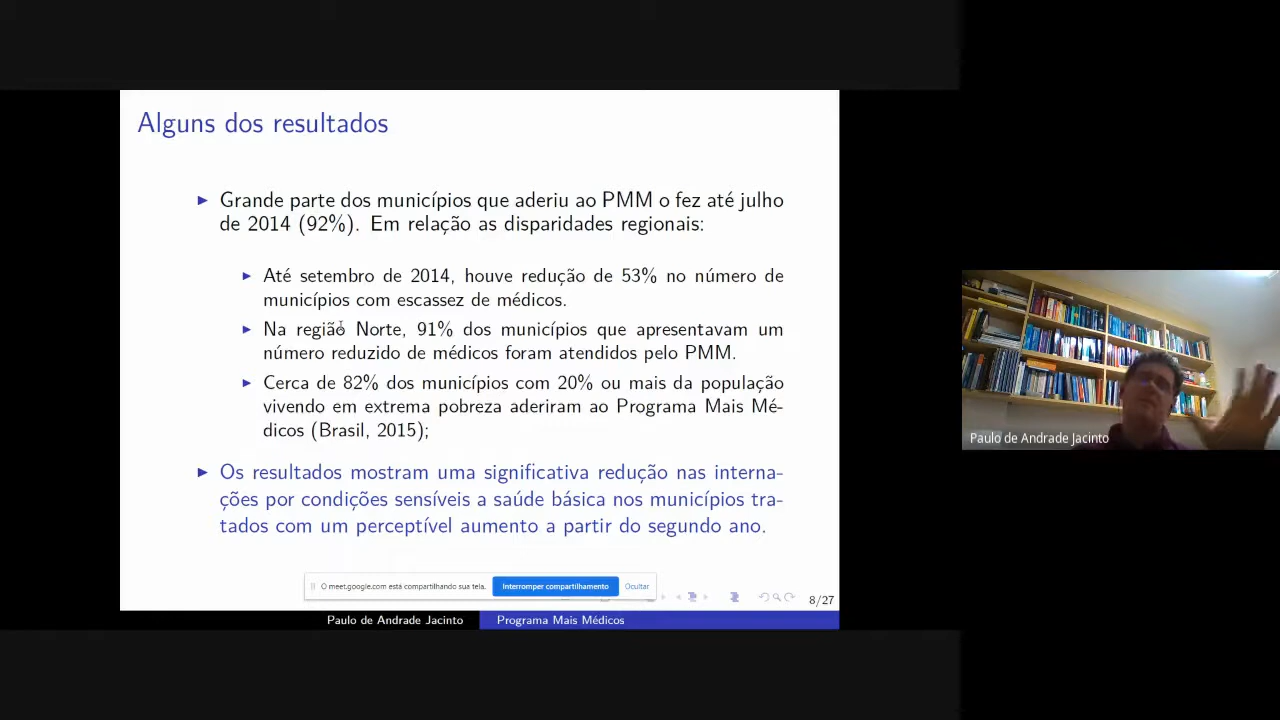 Alguns dos resultados
Grande parte dos municípios que aderiu ao PMM o fez até julho
de 2014 (92%). Em relação as disparidades regionais:
Até setembro de 2014, houve redução de 53% no número de
municípios com escassez de médicos.
Na região Norte, 91% dos municípios que apresentavam um
número reduzido de médicos foram atendidos pelo PMM.
Cerca de 82% dos municípios com 20% ou mais da população
vivendo em extrema pobreza aderiram ao Programa Mais Mé-
dicos (Brasil, 2015);
Os resultados mostram uma significativa redução nas interna-
ções por condições sensíveis a saúde básica nos municípios tra-
tados com um perceptível aumento a partir do segundo ano.
O meet.google.com está compartilhando sua tela. Interromper compartilhamento Ocultar
8/27
Paulo de Andrade Jacinto Programa Mais Médicos
Paulo de Andrade Jacinto